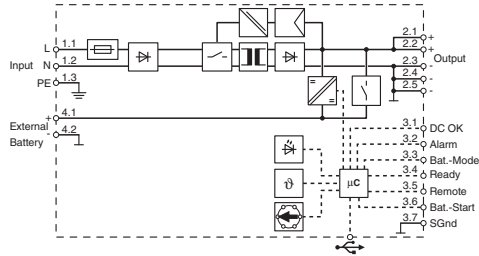 L 1.1
Input N 1.2
PE 1.3
+ 4.1
External
Battery - 4.2
2.1 +
2.2 +
Output
2.3 -
2.4 -
2.5 -
= =
ϑ
µC
3.1 DC OK
3.2 Alarm
3.3 Bat.-Mode
3.4 Ready
3.5 Remote
3.6 Bat.-Start
3.7 SGnd